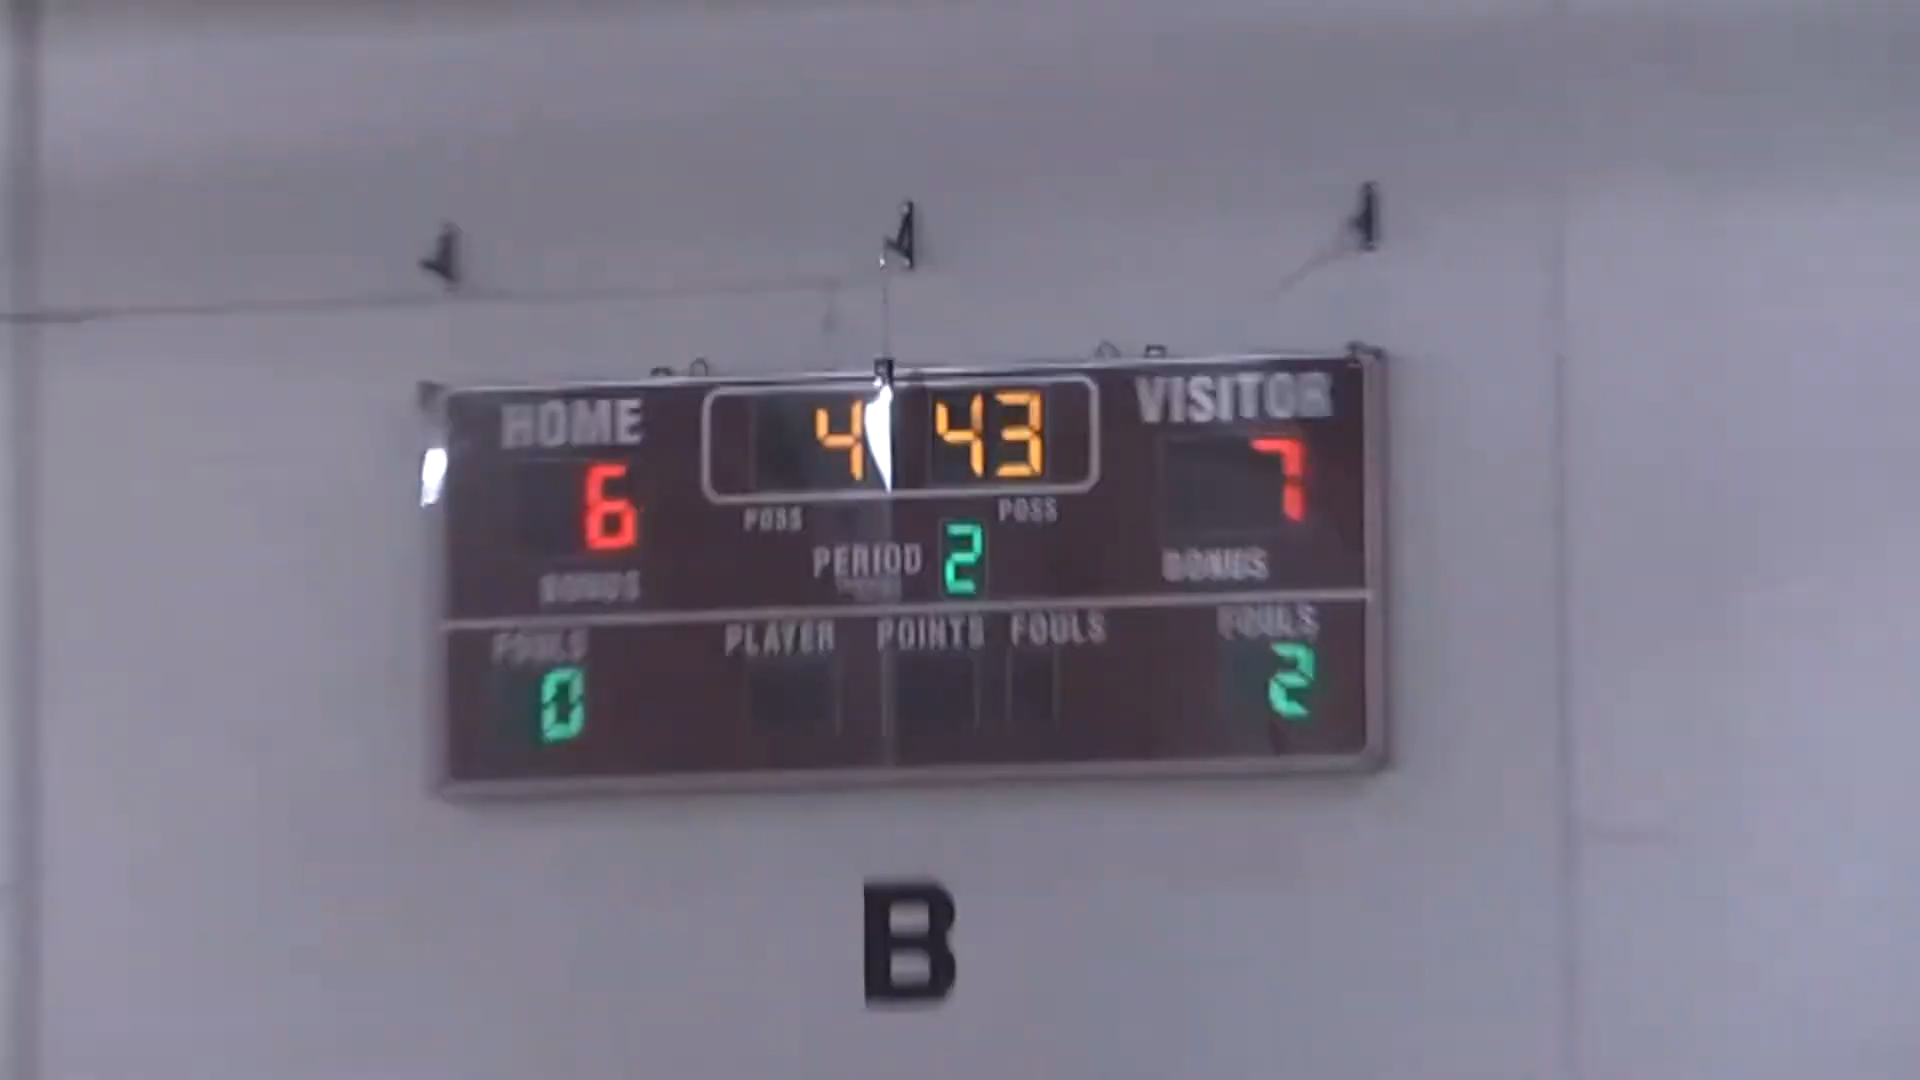 HOME 4 43 VISITOR
6 7
POSS POSS
PERIOD 2
BONUS BONUS
FOULS PLAYER POINTS FOULS FOULS
0 2
B